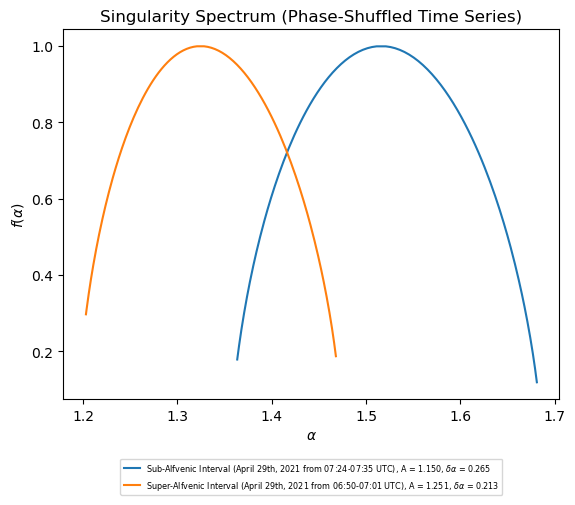 Singularity Spectrum (Phase-Shuffled Time Series)
1.0
0.8
0.6
0.4
0.2
f(α)
1.2 1.3 1.4 1.5 1.6 1.7
α
Sub-Alfvenic Interval (April 29th, 2021 from 07:24-07:35 UTC), A = 1.150, δα = 0.265
Super-Alfvenic Interval (April 29th, 2021 from 06:50-07:01 UTC), A = 1.251, δα = 0.213